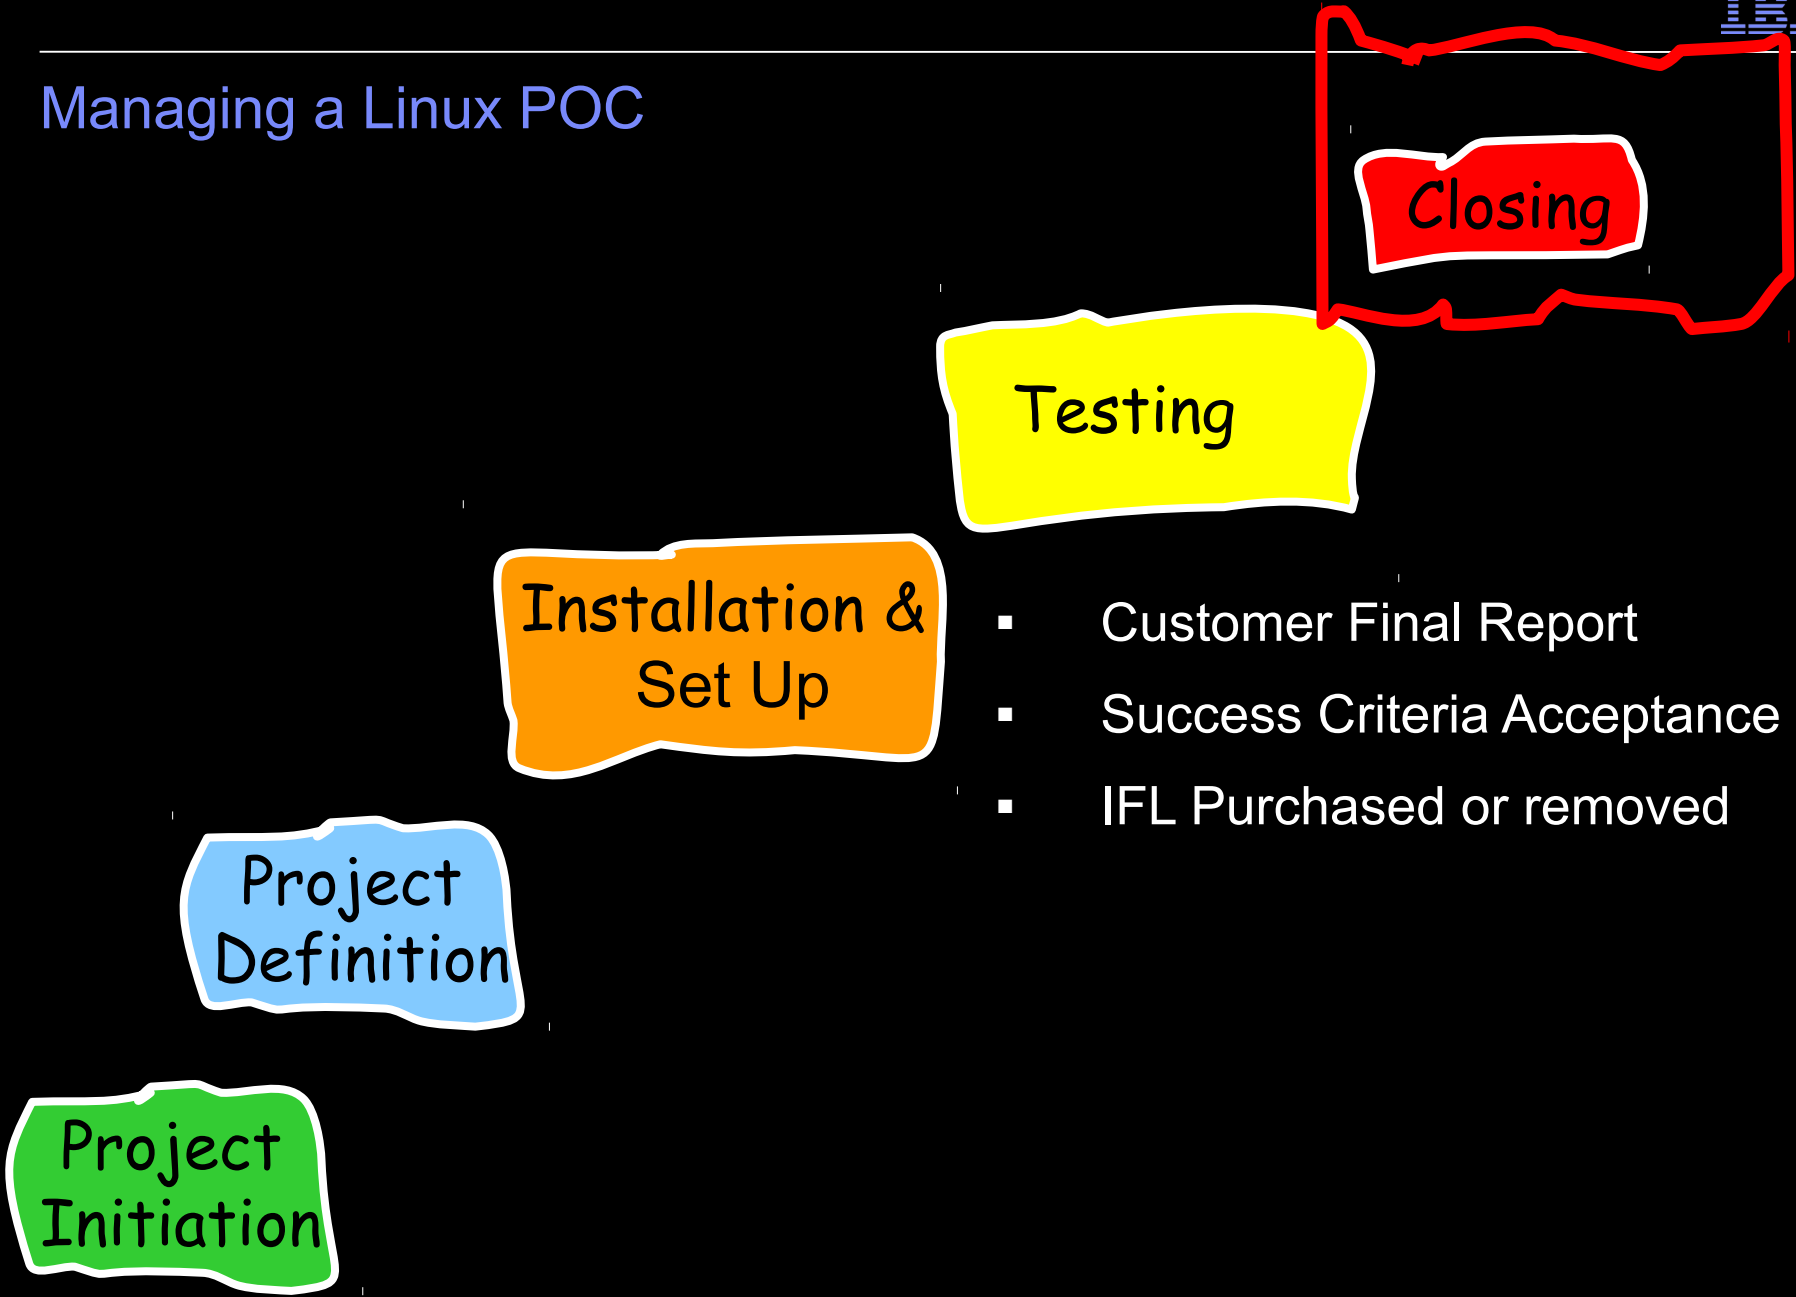 IBM
Managing a Linux POC
Closing
Testing
Installation &
Set Up
▪ Customer Final Report
▪ Success Criteria Acceptance
▪ IFL Purchased or removed
Project
Definition
Project
Initiation